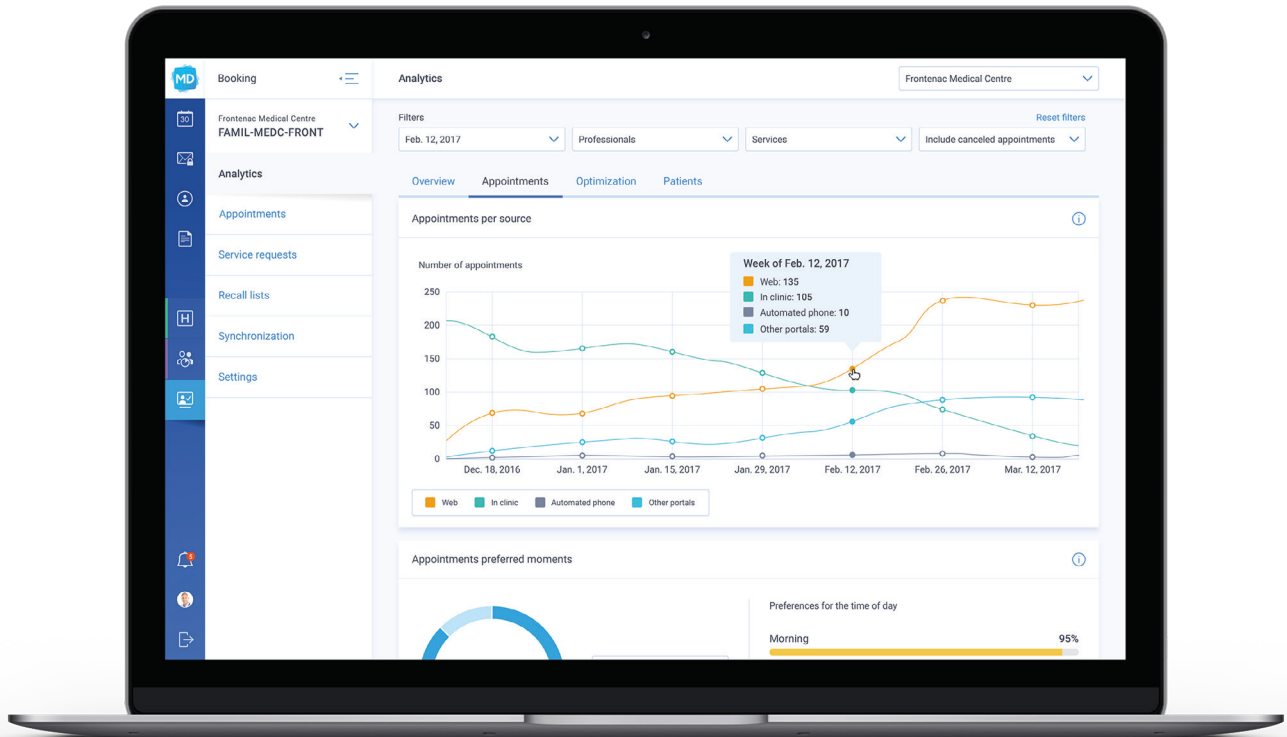 MD
Booking
Analytics
Frontenac Medical Centre
30
Frontenac Medical Centre
FAMIL-MEDC-FRONT
Filters
Reset filters
Feb. 12, 2017
Professionals
Services
Include canceled appointments
Analytics
Appointments
Service requests
Recall lists
Synchronization
Settings
H
5
Overview
Appointments
Optimization
Patients
Appointments per source
Number of appointments
Week of Feb. 12, 2017
Web: 135
In clinic: 105
Automated phone: 10
Other portals: 59
250
200
150
100
50
0
Dec. 18, 2016
Jan. 1, 2017
Jan. 15, 2017
Jan. 29, 2017
Feb. 12, 2017
Feb. 26, 2017
Mar. 12, 2017
Web
In clinic
Automated phone
Other portals
Appointments preferred moments
Preferences for the time of day
Morning
95%